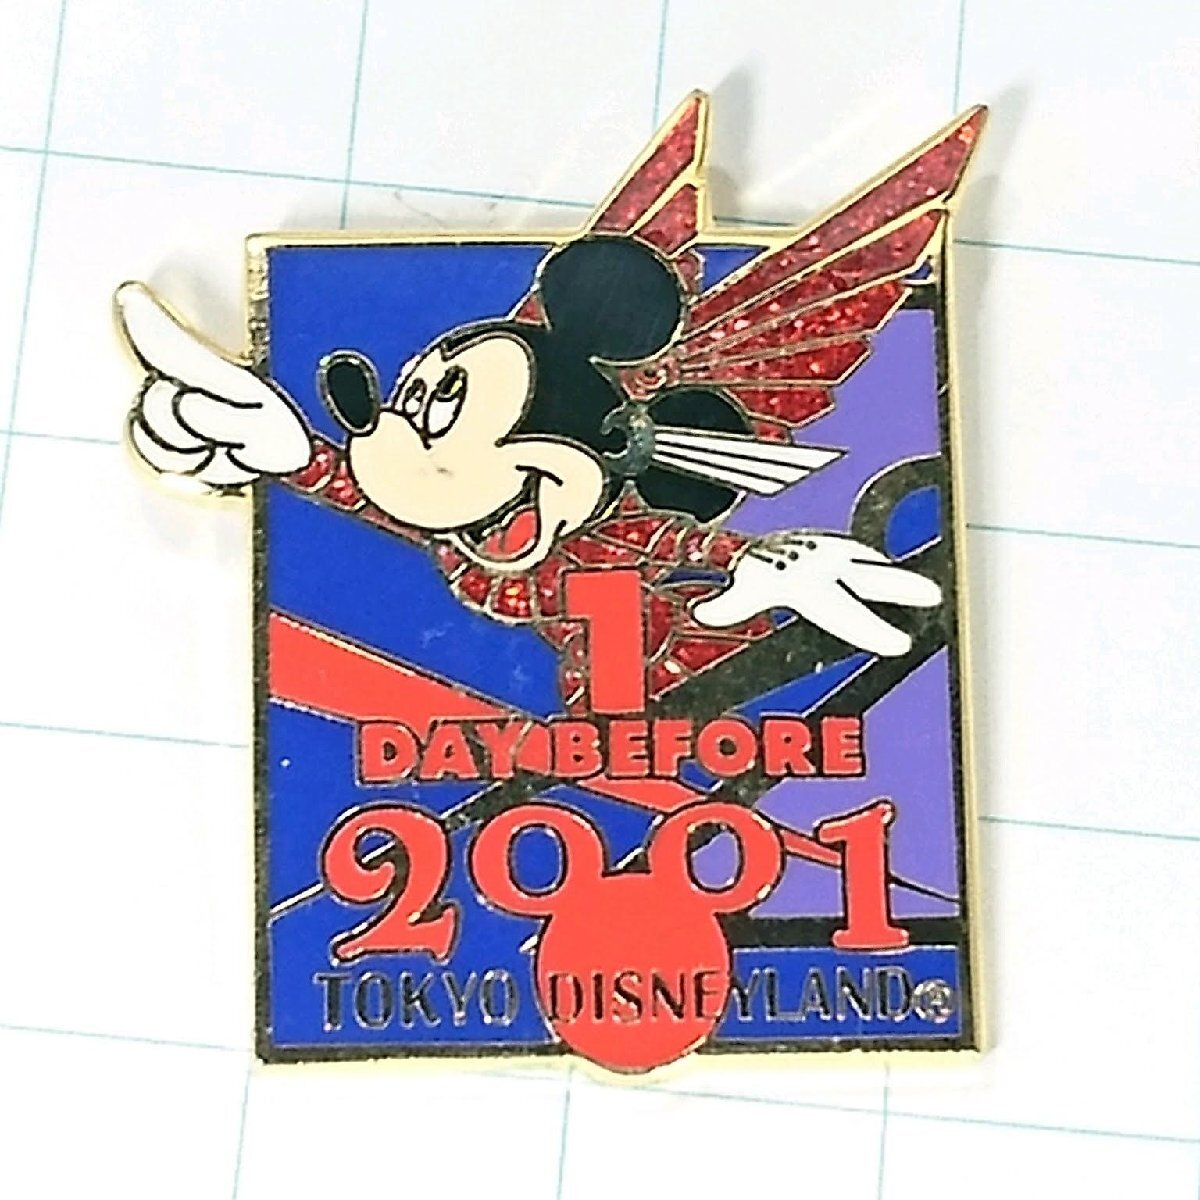 1
DAY BEFORE
2001
TOKYO DISNEYLAND®